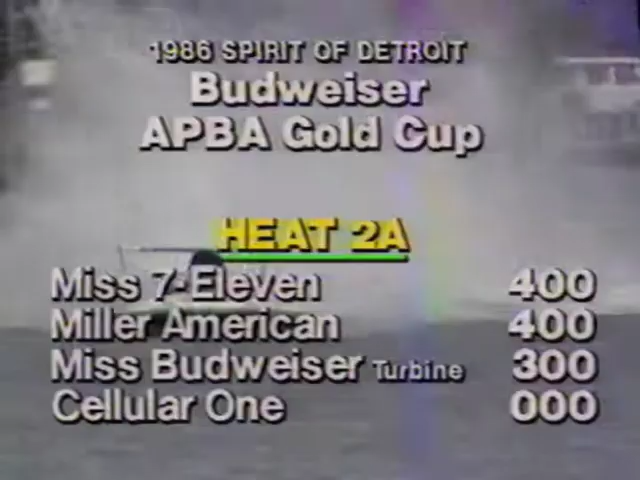 1986 SPIRIT OF DETROIT
Budweiser
APBA Gold Cup
HEAT 2A
Miss 7-Eleven 400
Miller American 400
Miss Budweiser Turbine 300
Cellular One 000